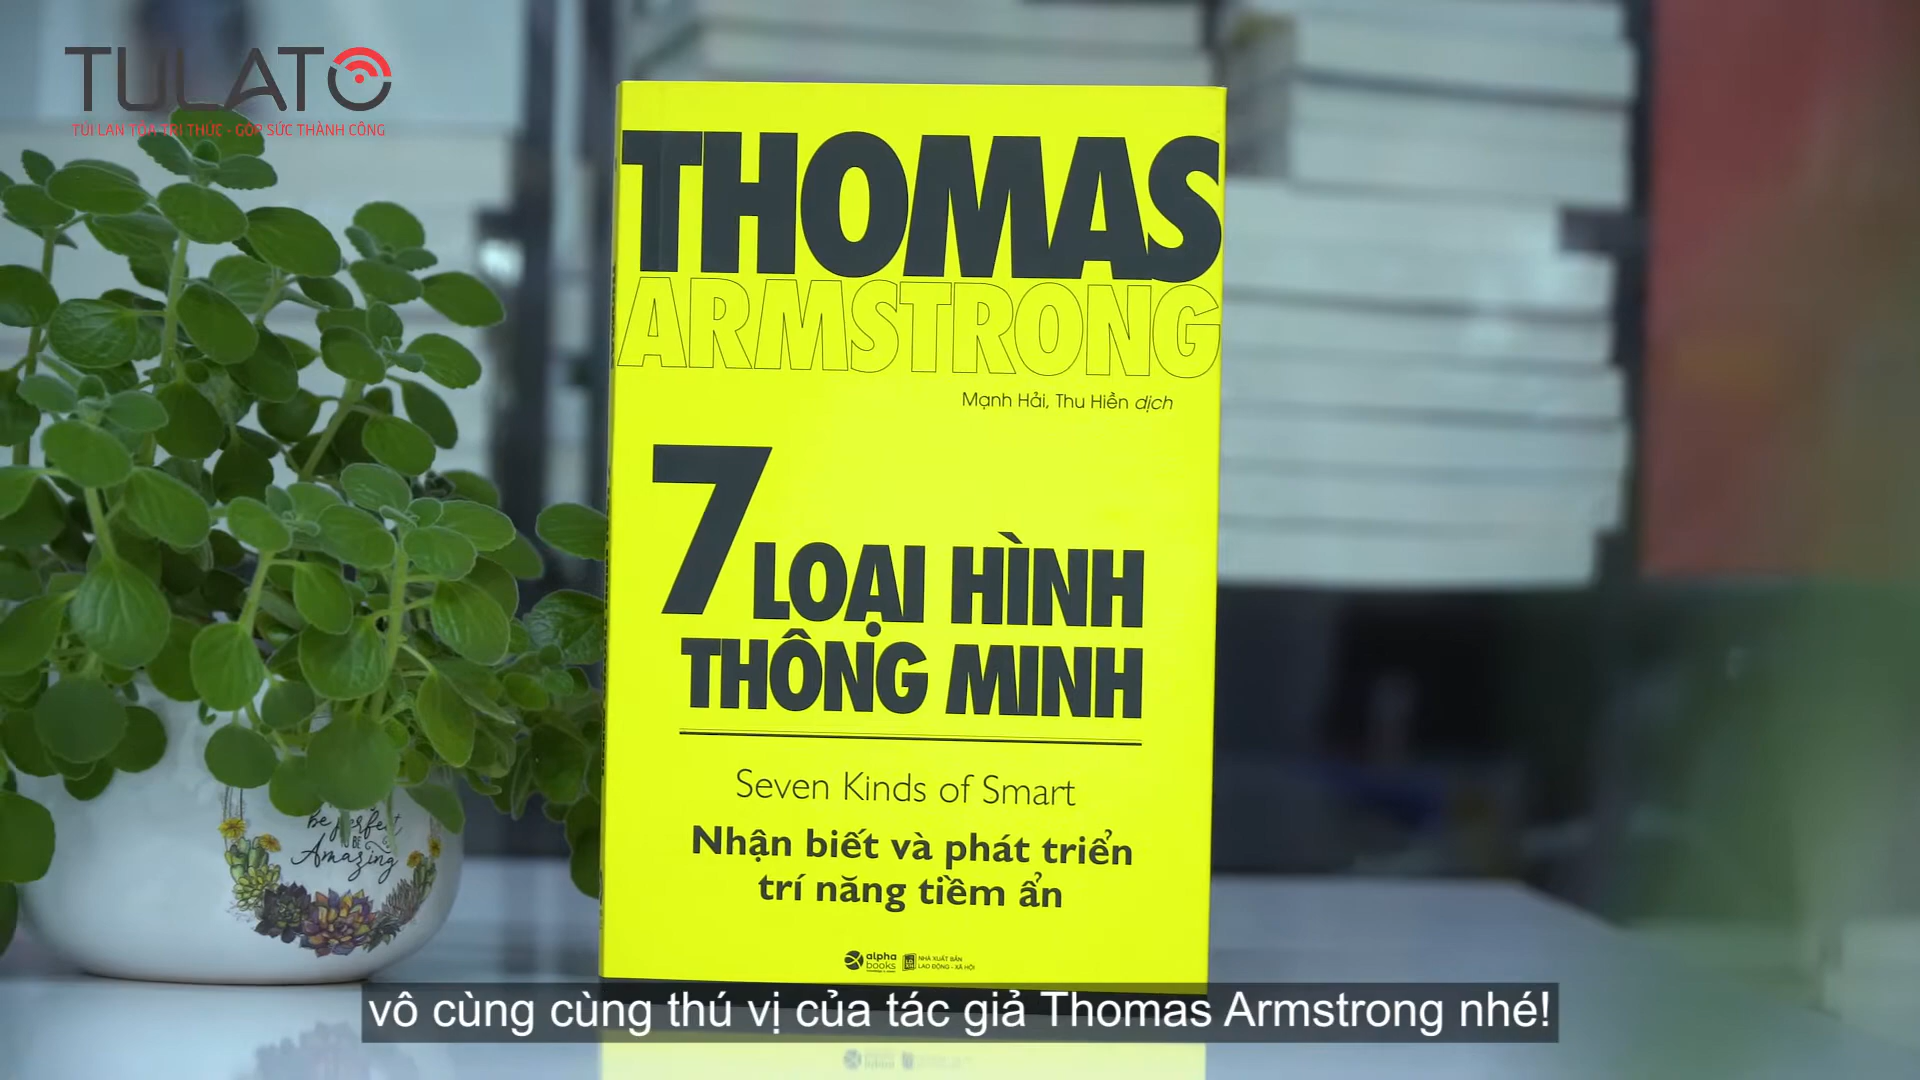 TULATO
TUI LAN TỎA TRI THỨC - GÓP SỨC THÀNH CÔNG
THOMAS
ARMSTRONG
Mạnh Hải, Thu Hiền dịch
7 LOẠI HÌNH
THÔNG MINH
Seven Kinds of Smart
Nhận biết và phát triển
trí năng tiềm ẩn
be perfect
BE
Amazing
alpha
books
NHÀ XUẤT BẢN
LAO ĐỘNG - XÃ HỘI
vô cùng cùng thú vị của tác giả Thomas Armstrong nhé!